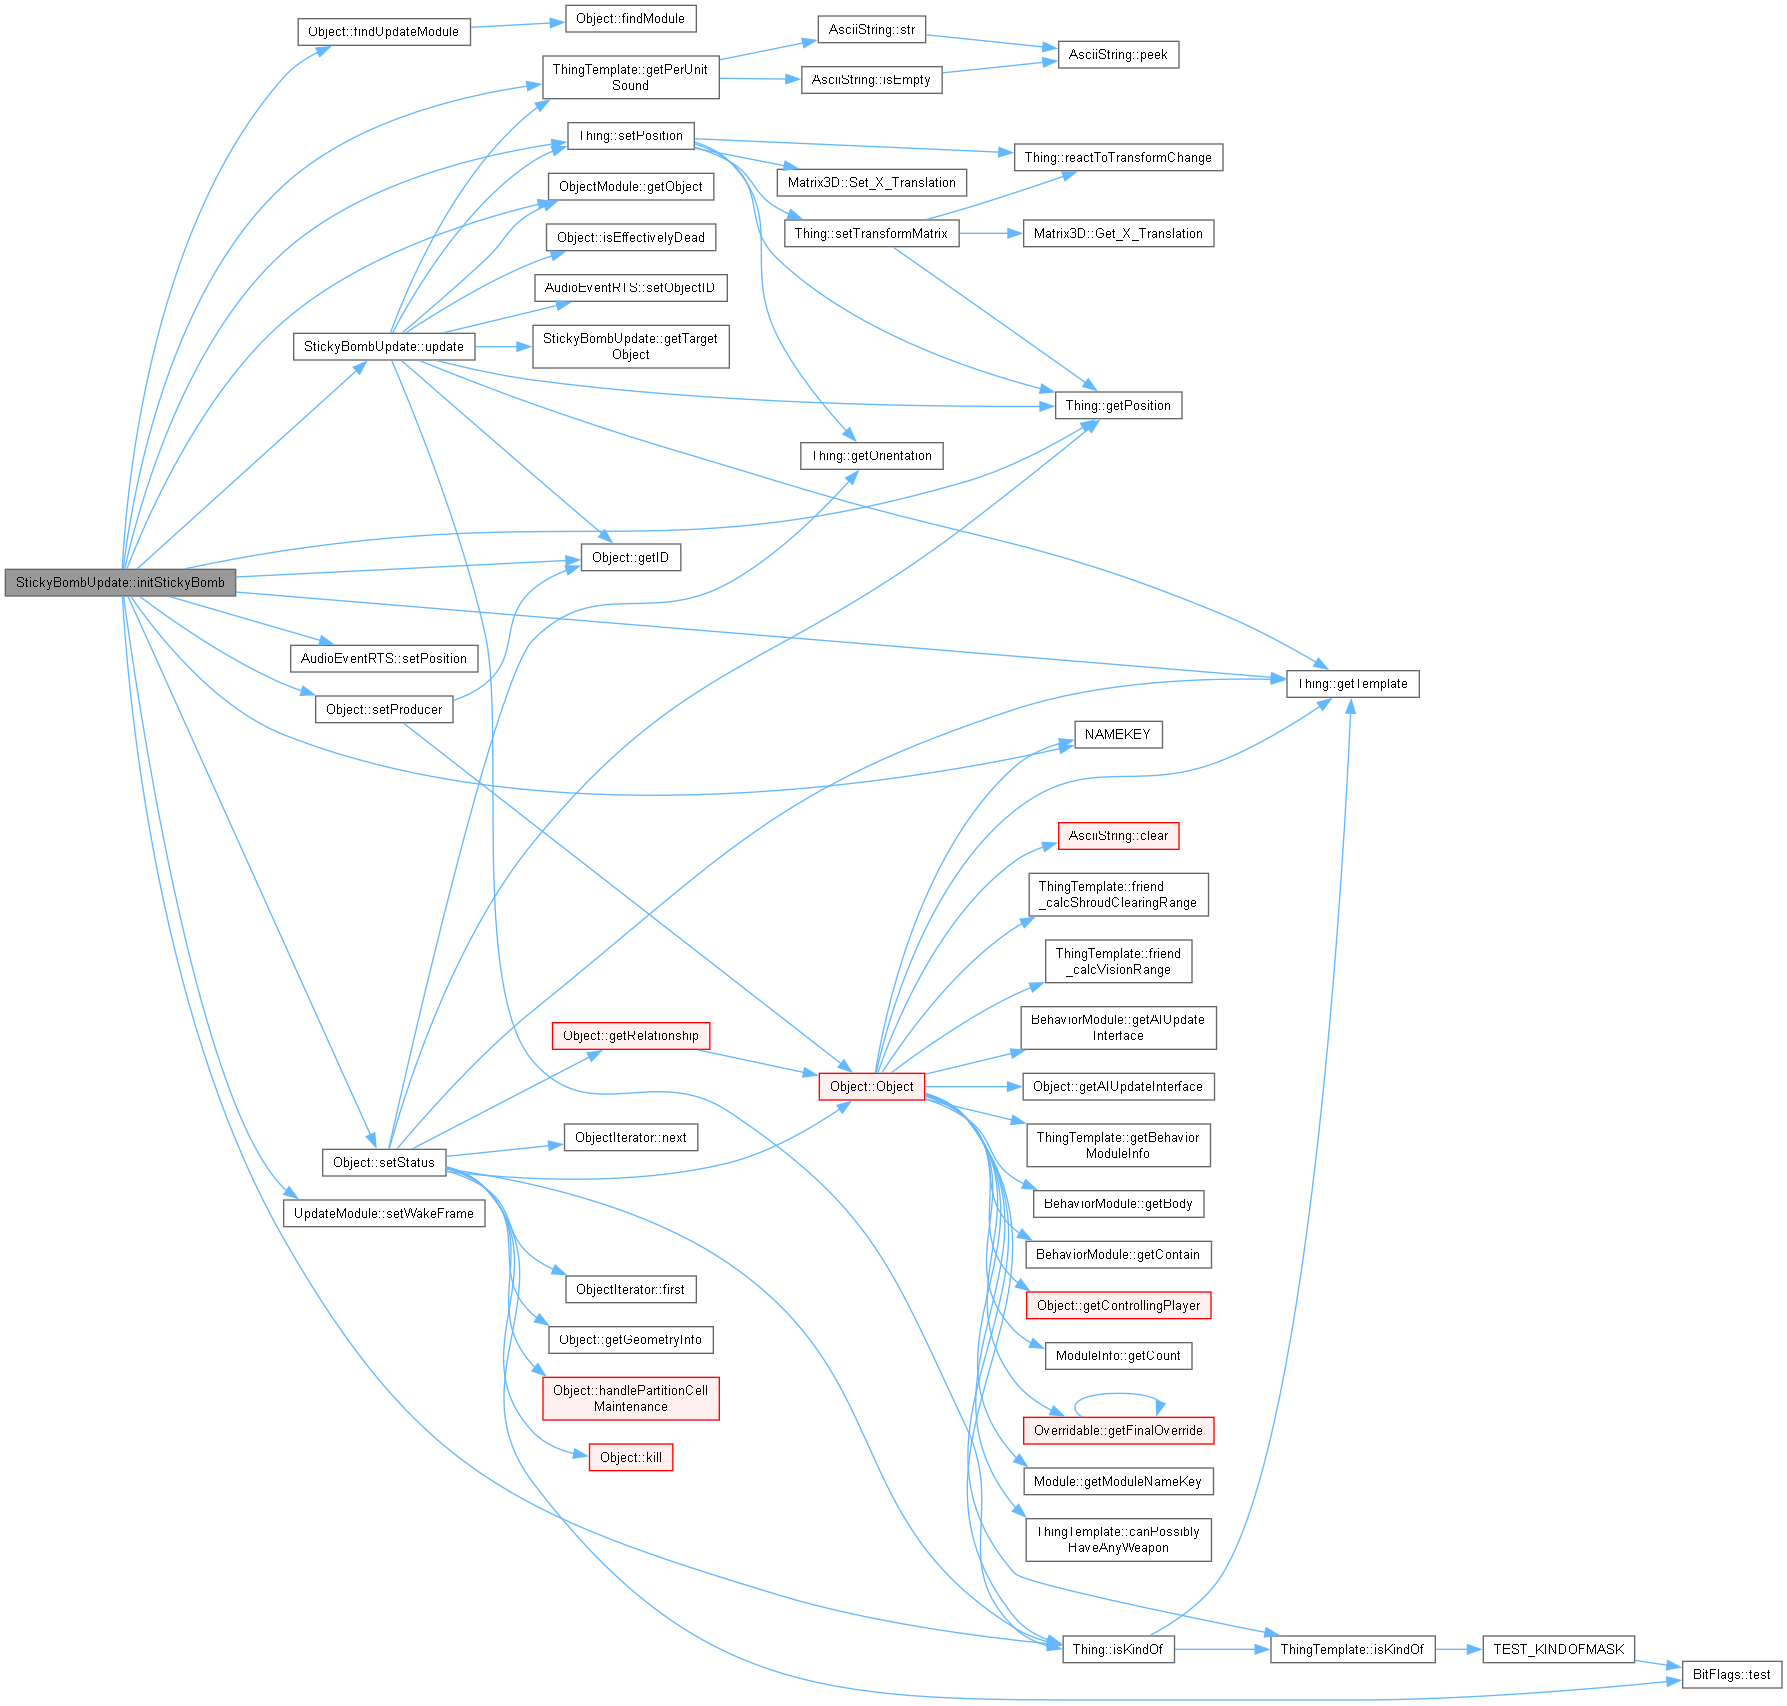 Object::findUpdateModule
Object::findModule
ThingTemplate::getPerUnit
Sound
AsciiString::str
AsciiString::peek
AsciiString::isEmpty
Thing::setPosition
Thing::reactToTransformChange
Matrix3D::Set_X_Translation
ObjectModule::getObject
Thing::setTransformMatrix
Matrix3D::Get_X_Translation
Object::isEffectivelyDead
AudioEventRTS::setObjectID
StickyBombUpdate::update
StickyBombUpdate::getTarget
Object
Thing::getPosition
Thing::getOrientation
Object::getID
StickyBombUpdate::initStickyBomb
AudioEventRTS::setPosition
Object::setProducer
Thing::getTemplate
NAMEKEY
AsciiString::clear
ThingTemplate::friend
_calcShroudClearingRange
ThingTemplate::friend
_calcVisionRange
BehaviorModule::getAIUpdate
Interface
Object::getRelationship
Object::Object
Object::getAIUpdateInterface
ObjectIterator::next
ThingTemplate::getBehavior
ModuleInfo
Object::setStatus
BehaviorModule::getBody
UpdateModule::setWakeFrame
BehaviorModule::getContain
ObjectIterator::first
Object::getControllingPlayer
Object::getGeometryInfo
ModuleInfo::getCount
Object::handlePartitionCell
Maintenance
Overridable::getFinalOverride
Object::kill
Module::getModuleNameKey
ThingTemplate::canPossibly
HaveAnyWeapon
Thing::isKindOf
ThingTemplate::isKindOf
TEST_KINDOFMASK
BitFlags::test